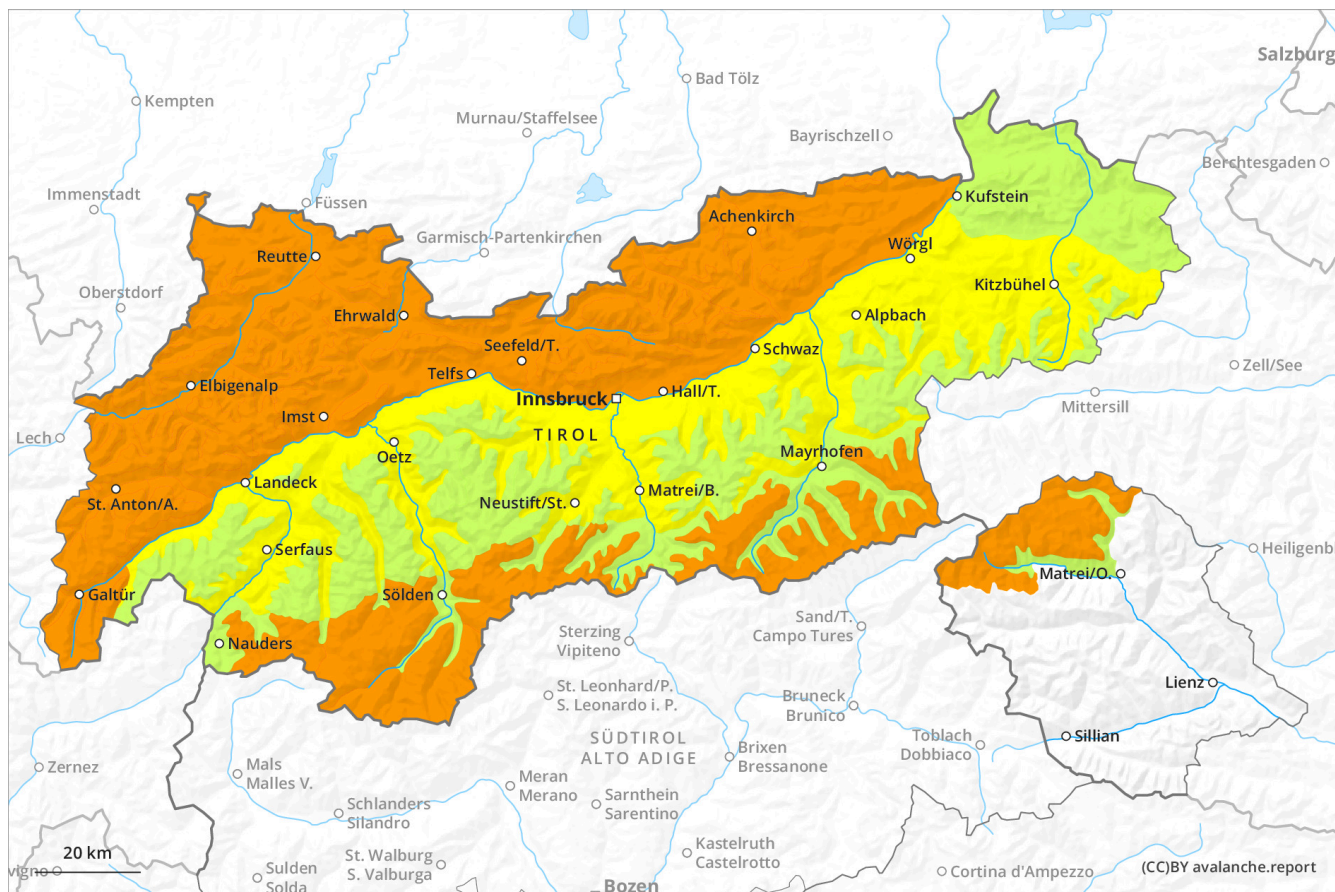 Salzburg
Bad Tölz
Kempten
Murnau/Staffelsee
Bayrischzell
Berchtesgaden
Immenstadt
Füssen
Kufstein
Achenkirch
Garmisch-Partenkirchen
Wörgl
Reutte
Kitzbühel
Oberstdorf
Ehrwald
Alpbach
Seefeld/T.
Schwaz
Zell/See
Telfs
Elbigenalp
Hall/T.
Innsbruck
Mittersill
Imst
Lech
TIROL
Oetz
Mayrhofen
Landeck
St. Anton/A.
Neustift/St.
Matrei/B.
Serfaus
Heiligenb
Matrei/O.
Galtür
Sölden
Sand/T.
Campo Tures
Sterzing
Vipiteno
Nauders
Lienz
St. Leonhard/P.
S. Leonardo i. P.
Bruneck
Brunico
SÜDTIROL
ALTO ADIGE
Toblach
Dobbiaco
Sillian
Brixen
Bressanone
Zernez
Mals
Malles V.
Meran
Merano
Sarnthein
Sarentino
Schlanders
Silandro
Kastelruth
Castelrotto
20 km
St. Walburg
S. Valburga
vigno
Sulden
Solda
Cortina d'Ampezzo
(CC)BY avalanche.report
Bozen